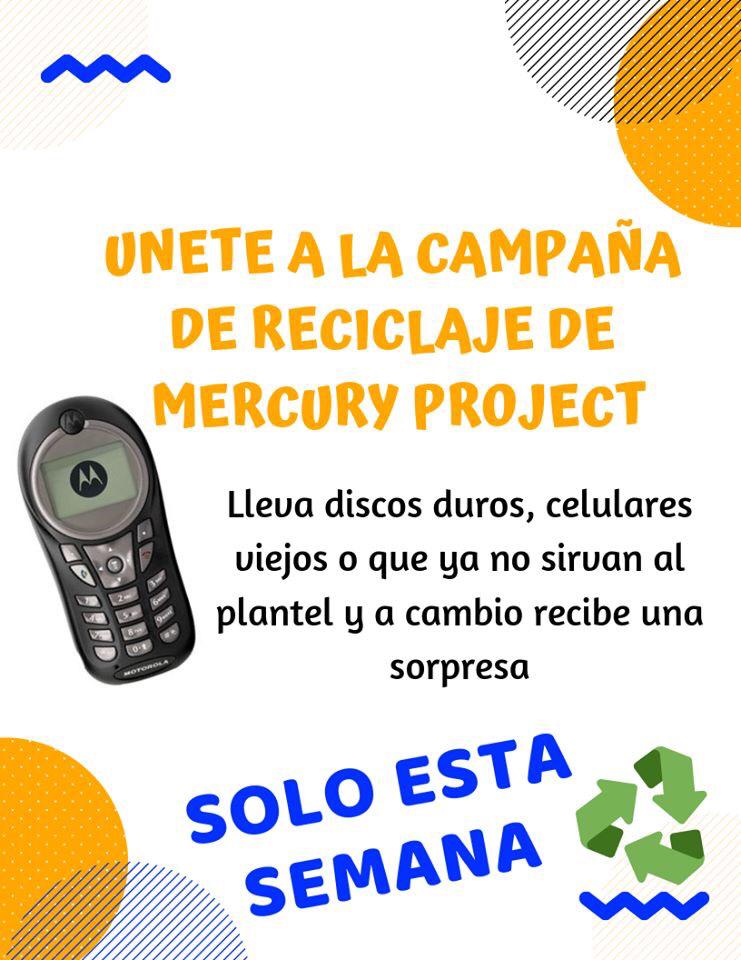 UNETE A LA CAMPAÑA
DE RECICLAJE DE
MERCURY PROJECT
Lleva discos duros, celulares
viejos o que ya no sirvan al
plantel y a cambio recibe una
sorpresa
MOTOROLA
SOLO ESTA
SEMANA